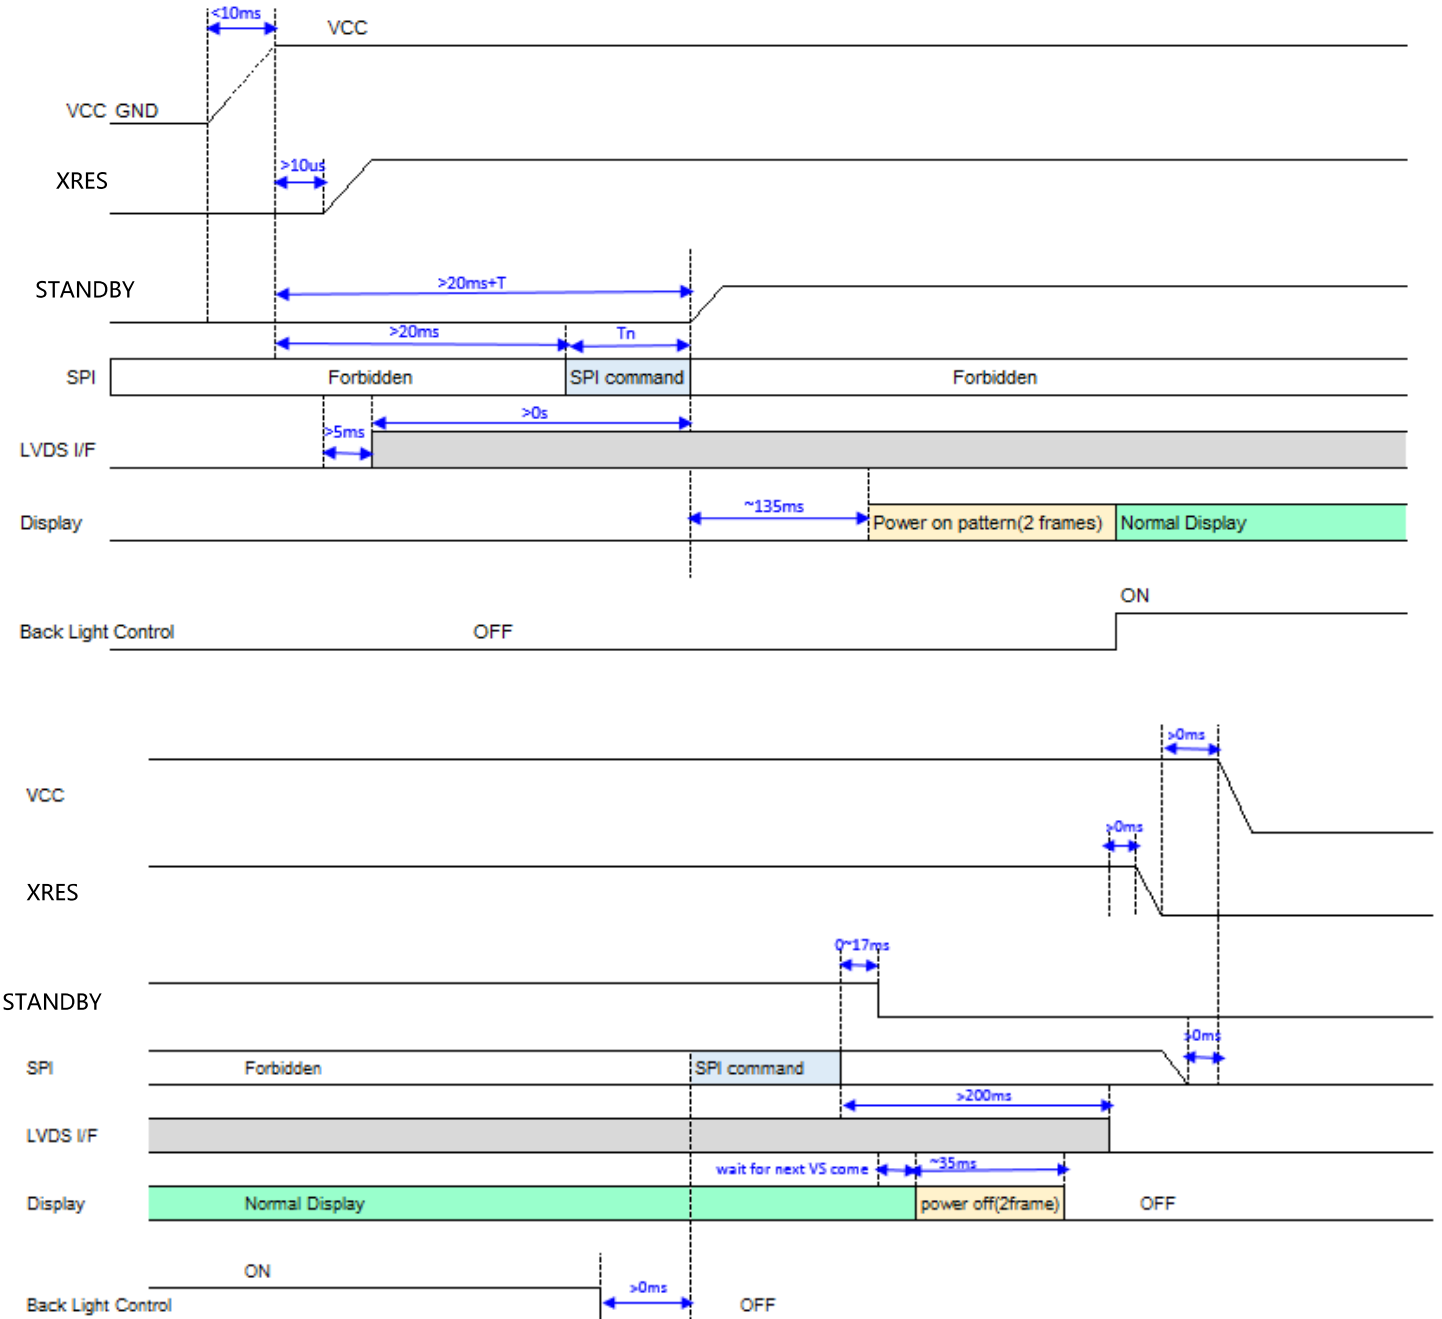 <10ms
VCC
VCC GND
>10us
XRES
STANDBY
>20ms+T
>20ms
Tn
SPI
Forbidden
SPI command
Forbidden
>0s
>5ms
LVDS I/F
~135ms
Display
Power on pattern(2 frames)
Normal Display
ON
Back Light Control
OFF
>0ms
VCC
>0ms
XRES
0~17ms
STANDBY
>0ms
SPI
Forbidden
SPI command
>200ms
LVDS I/F
wait for next VS come
~35ms
Display
Normal Display
power off(2frame)
OFF
ON
>0ms
Back Light Control
OFF